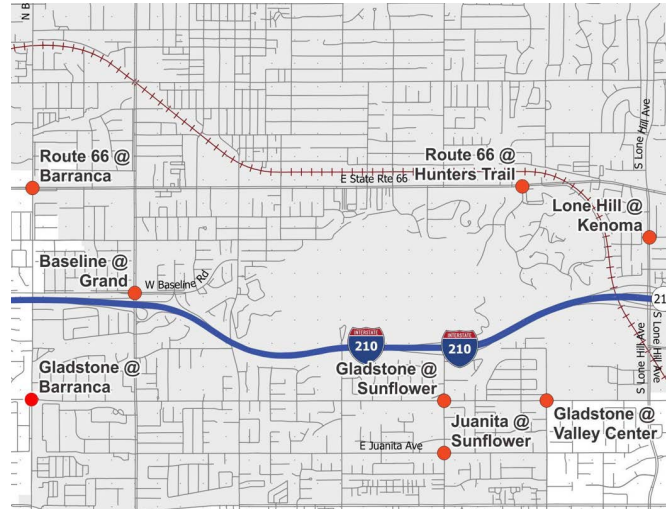 N B
S Lone Hill Ave
Route 66 @
Barranca
Route 66 @
Hunters Trail
E State Rte 66
Lone Hill @
Kenoma
Baseline @
Grand
W Baseline Rd
21
INTERSTATE
210
INTERSTATE
210
S Lone Hill Ave
S Lone Hill Ave
Gladstone @
Barranca
Gladstone @
Sunflower
Juanita @
Sunflower
Gladstone @
Valley Center
E Juanita Ave